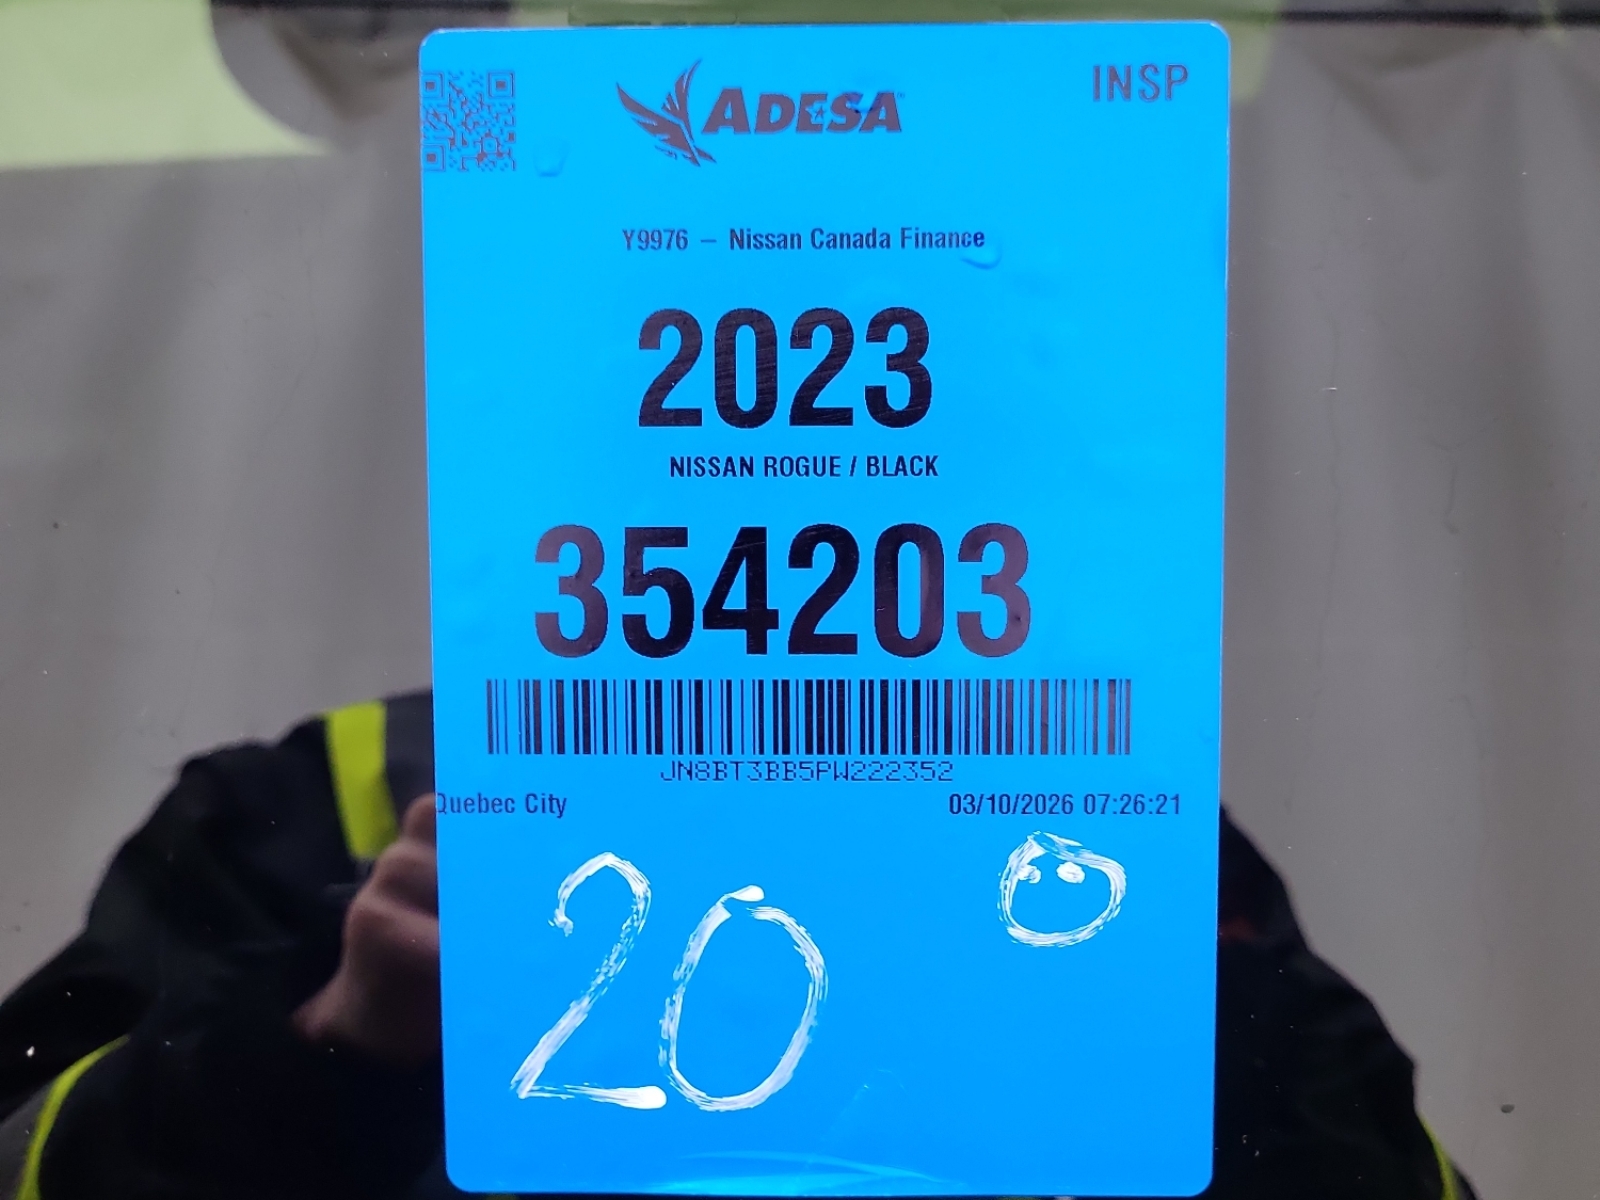 ADESA
INSP
Y9976 – Nissan Canada Finance
2023
NISSAN ROGUE / BLACK
354203
JN8BT3BB5PW222352
Quebec City 03/10/2026 07:26:21
20